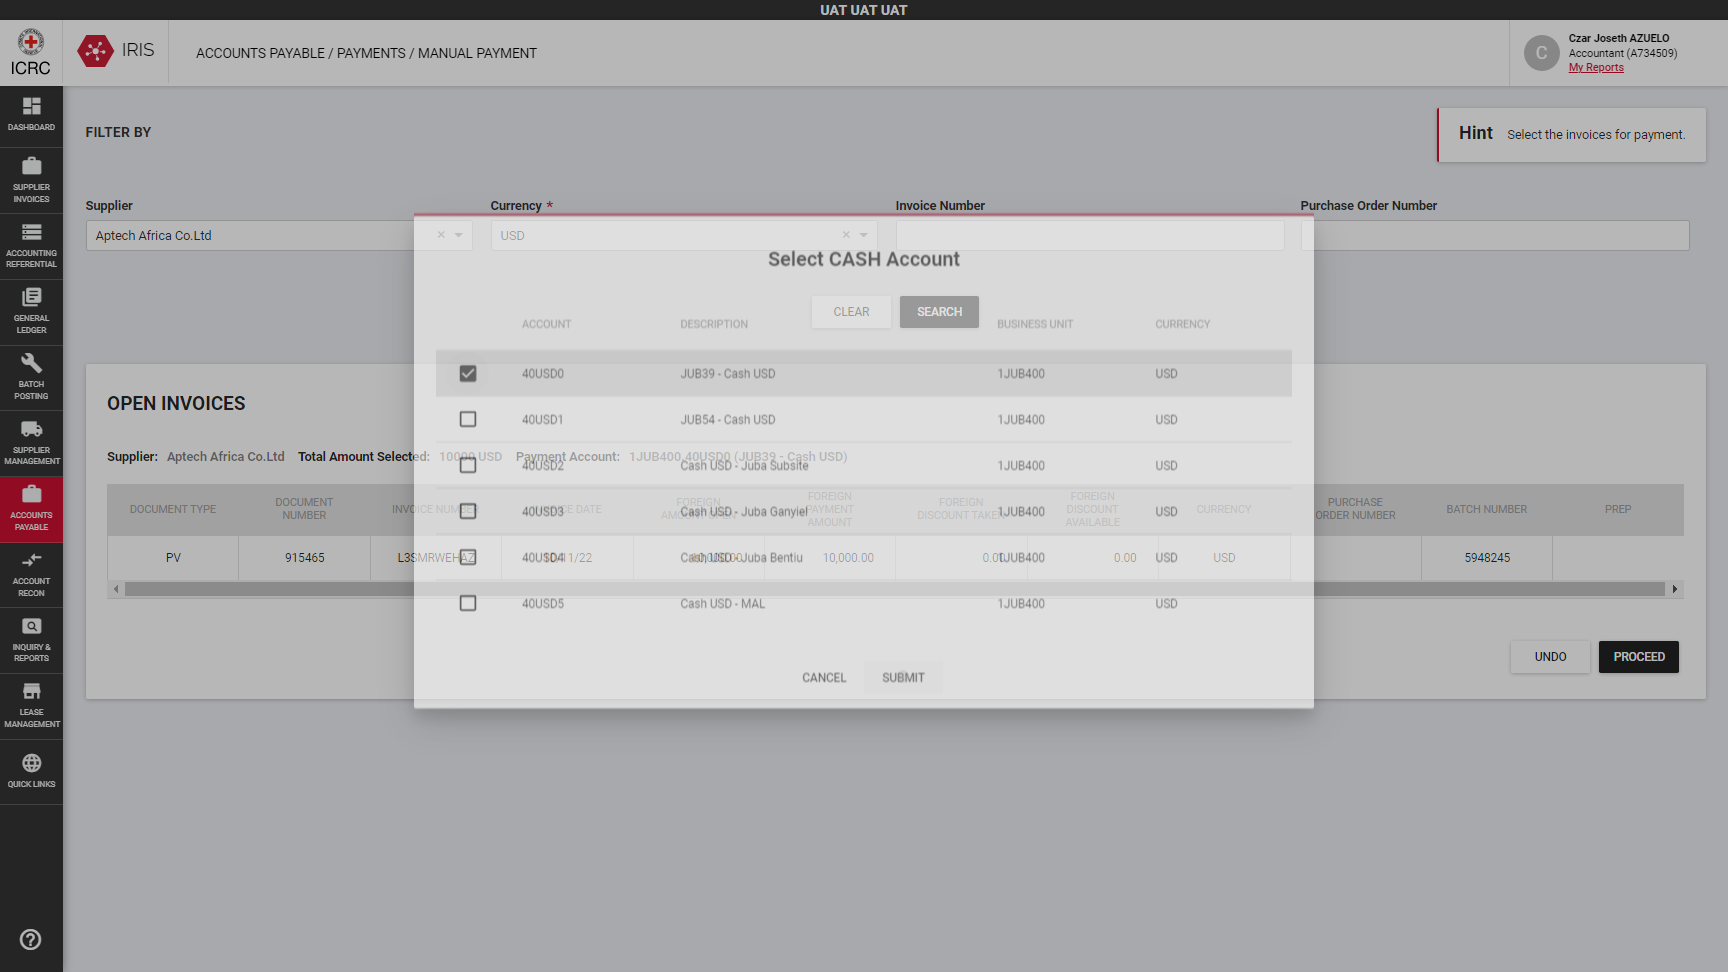 UAT UAT UAT
ICRC
IRIS
ACCOUNTS PAYABLE / PAYMENTS / MANUAL PAYMENT
C
Czar Joseth AZUELO
Accountant (A734509)
My Reports
DASHBOARD
SUPPLIER
INVOICES
ACCOUNTING
REFERENTIAL
GENERAL
LEDGER
BATCH
POSTING
SUPPLIER
MANAGEMENT
ACCOUNTS
PAYABLE
ACCOUNT
RECON
INQUIRY &
REPORTS
LEASE
MANAGEMENT
QUICK LINKS
FILTER BY
Hint Select the invoices for payment.
Supplier Currency * Invoice Number Purchase Order Number
Aptech Africa Co.Ltd USD
Select CASH Account
CLEAR SEARCH
ACCOUNT DESCRIPTION BUSINESS UNIT CURRENCY
40USD0 JUB39 - Cash USD 1JUB400 USD
40USD1 JUB54 - Cash USD 1JUB400 USD
40USD2 Cash USD - Juba Subsite 1JUB400 USD
40USD3 Cash USD - Juba Ganyiel 1JUB400 USD
40USD4 Cash USD - Juba Bentiu 1JUB400 USD
40USD5 Cash USD - MAL 1JUB400 USD
CANCEL SUBMIT
OPEN INVOICES
Supplier: Aptech Africa Co.Ltd Total Amount Selected: 10000 USD Payment Account: 1JUB400.40USD0 (JUB39 - Cash USD)
DOCUMENT TYPE DOCUMENT NUMBER INVOICE NUMBER DATE FOREIGN FOREIGN PAYMENT AMOUNT FOREIGN DISCOUNT TAKEN FOREIGN DISCOUNT AVAILABLE CURRENCY PURCHASE ORDER NUMBER BATCH NUMBER PREP
PV 915465 L3SMRWEHAZ 11/22 10,000.00 0.00 0.00 USD 5948245
UNDO PROCEED